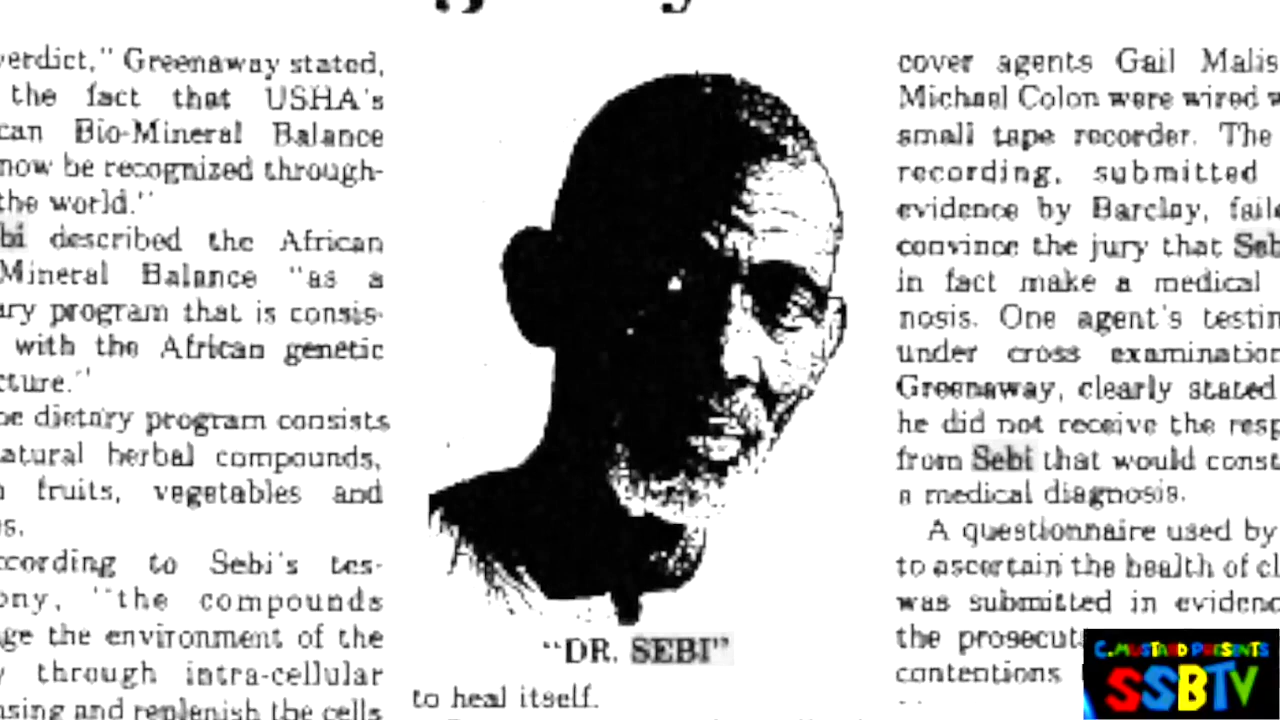 verdict," Greenaway stated,
the fact that USHA's
can Bio-Mineral Balance
now be recognized through-
the world."
bi described the African
Mineral Balance "as a
ary program that is consis-
with the African genetic
cture."
dietary program consists
atural herbal compounds,
fruits, vegetables and
s.
ccording to Sebi's tes-
ony, "the compounds
ge the environment of the
through intra-cellular
nsing and replenish the cells
"DR. SEBI"
to heal itself.
cover agents Gail Malis
Michael Colon were wired w
small tape recorder. The
recording, submitted
evidence by Barclay, faile
convince the jury that Seb
in fact make a medical
nosis. One agent's testim
under cross examination
Greenaway, clearly stated
he did not receive the resp
from Sebi that would const
a medical diagnosis.
A questionnaire used by
to ascertain the health of cl
was submitted in evidenc
the prosecut
contentions
C.MUSTARD PRESENTS
SSBTV